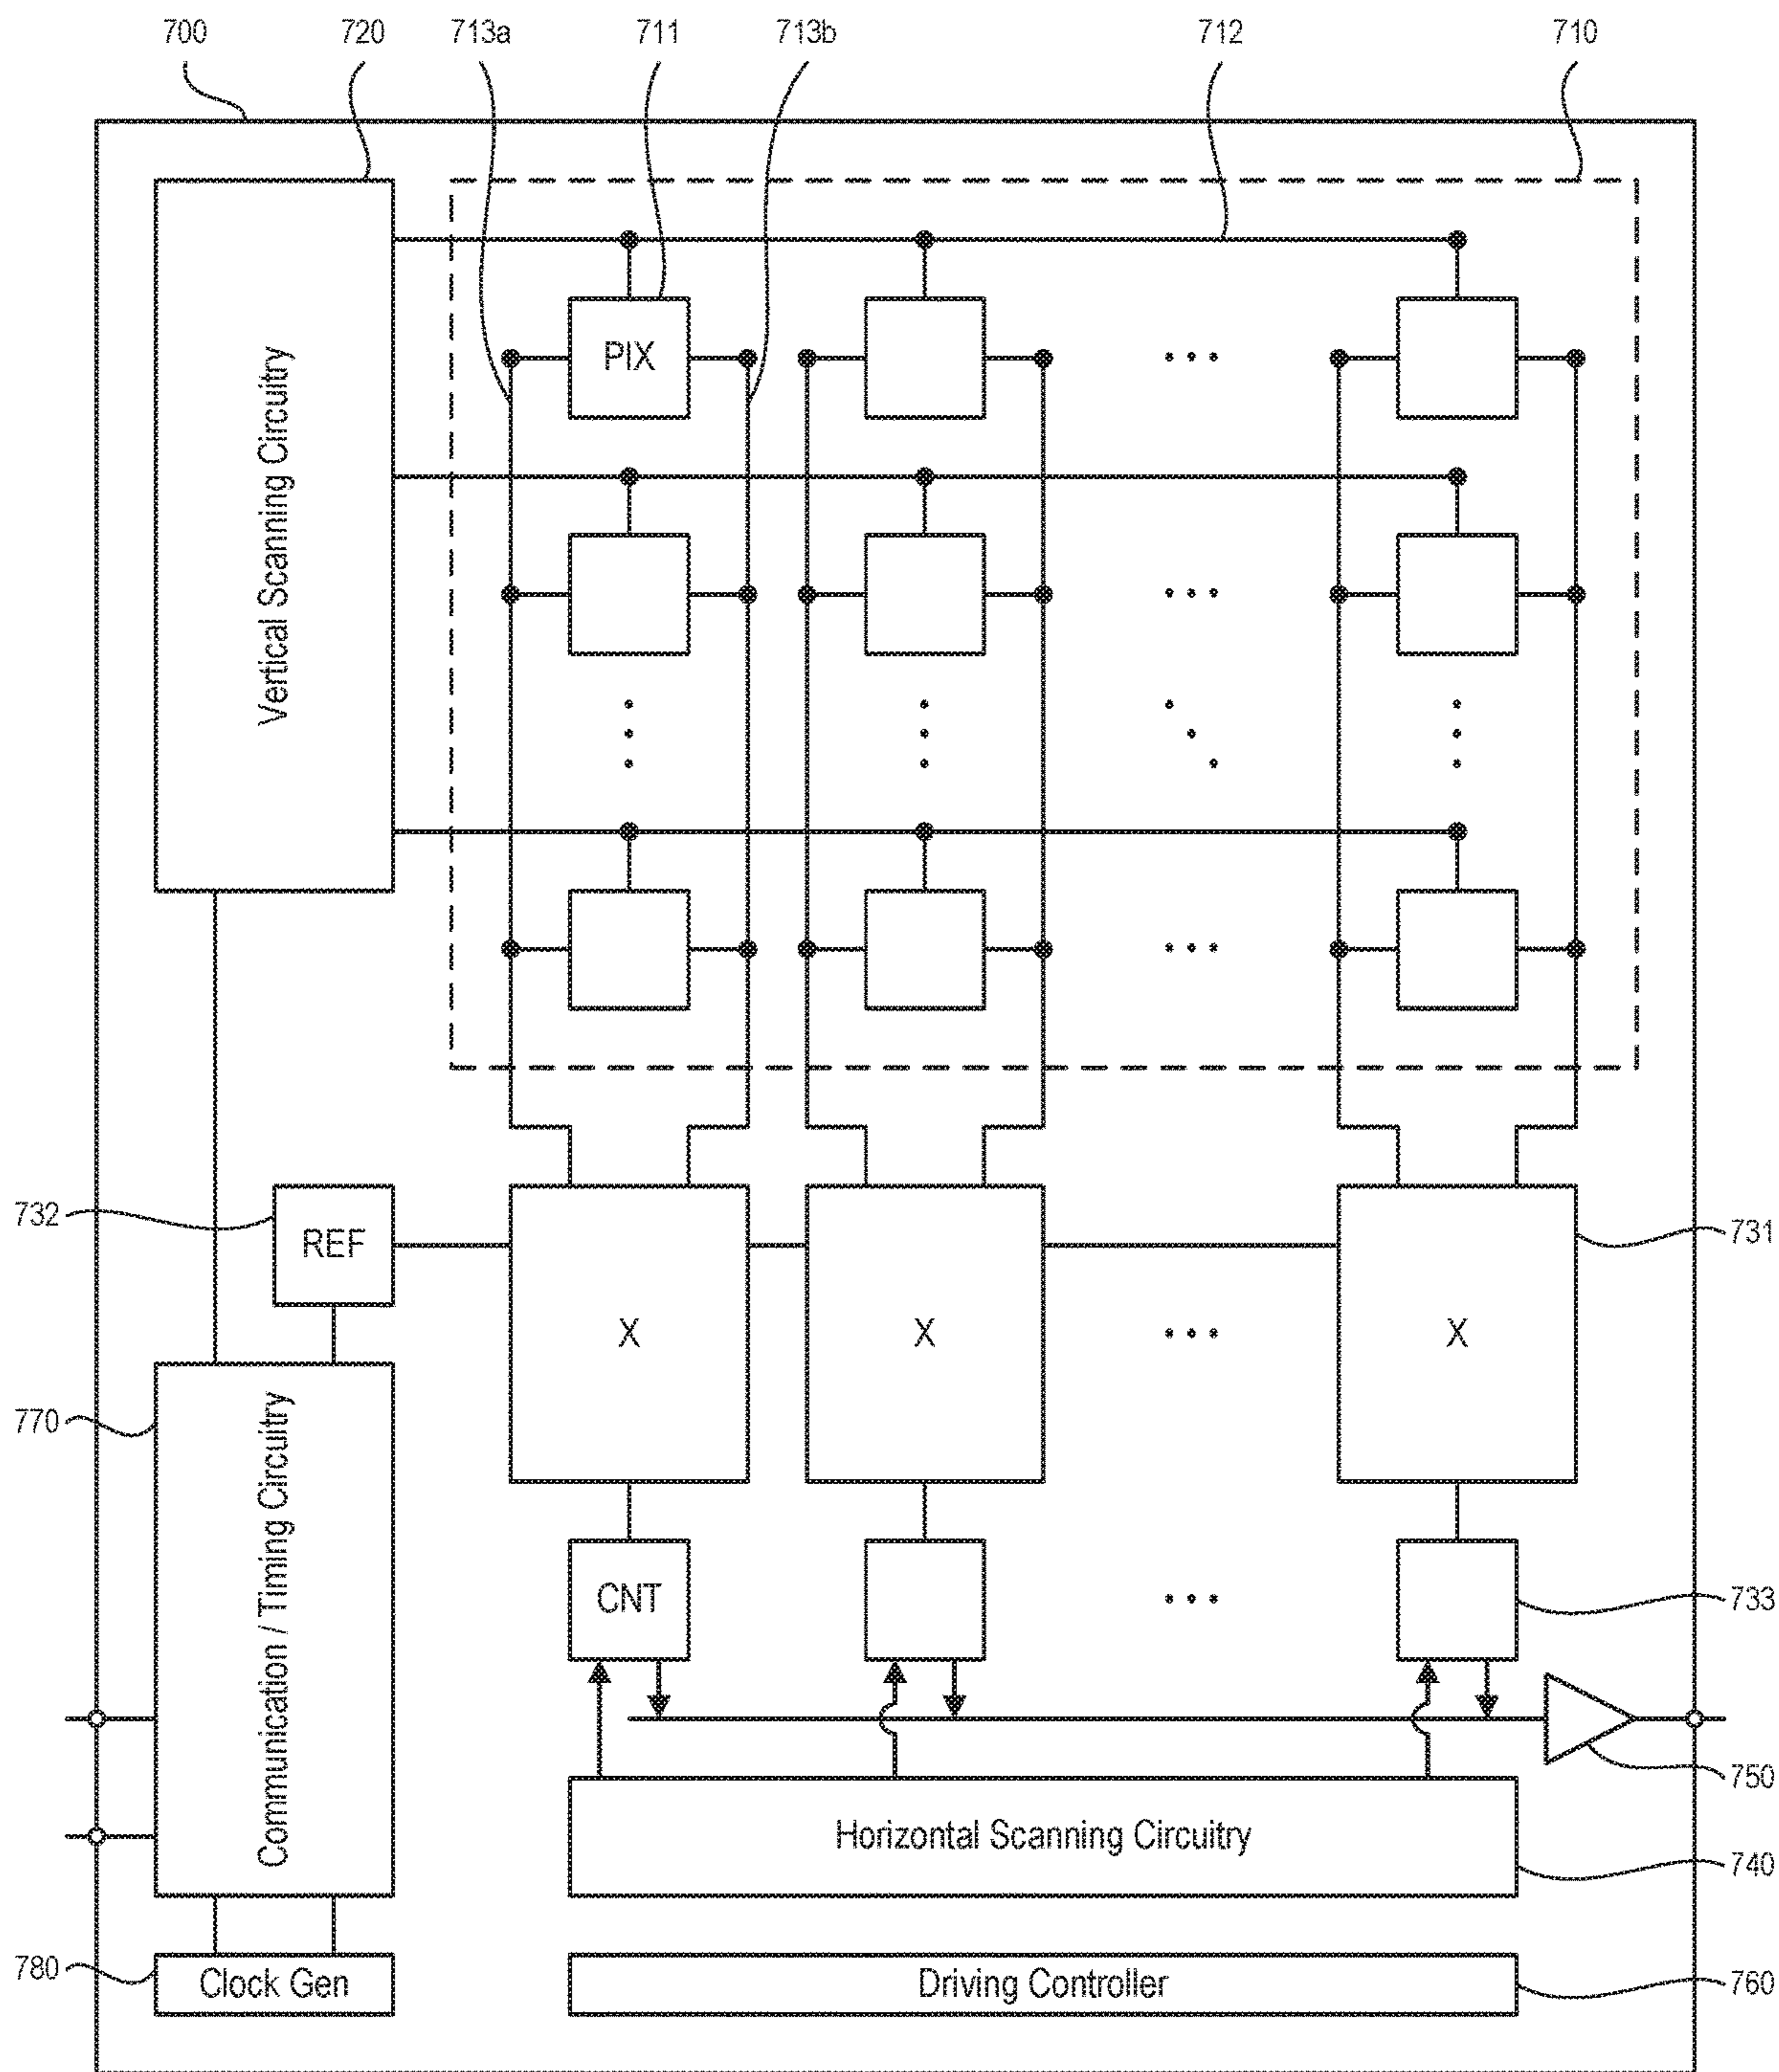 700 720 713a 711 713b 712 710
Vertical Scanning Circuitry
PIX
732
REF
731
X X X
770
Communication / Timing Circuitry
CNT
733
750
Horizontal Scanning Circuitry
740
780
Clock Gen
Driving Controller
760